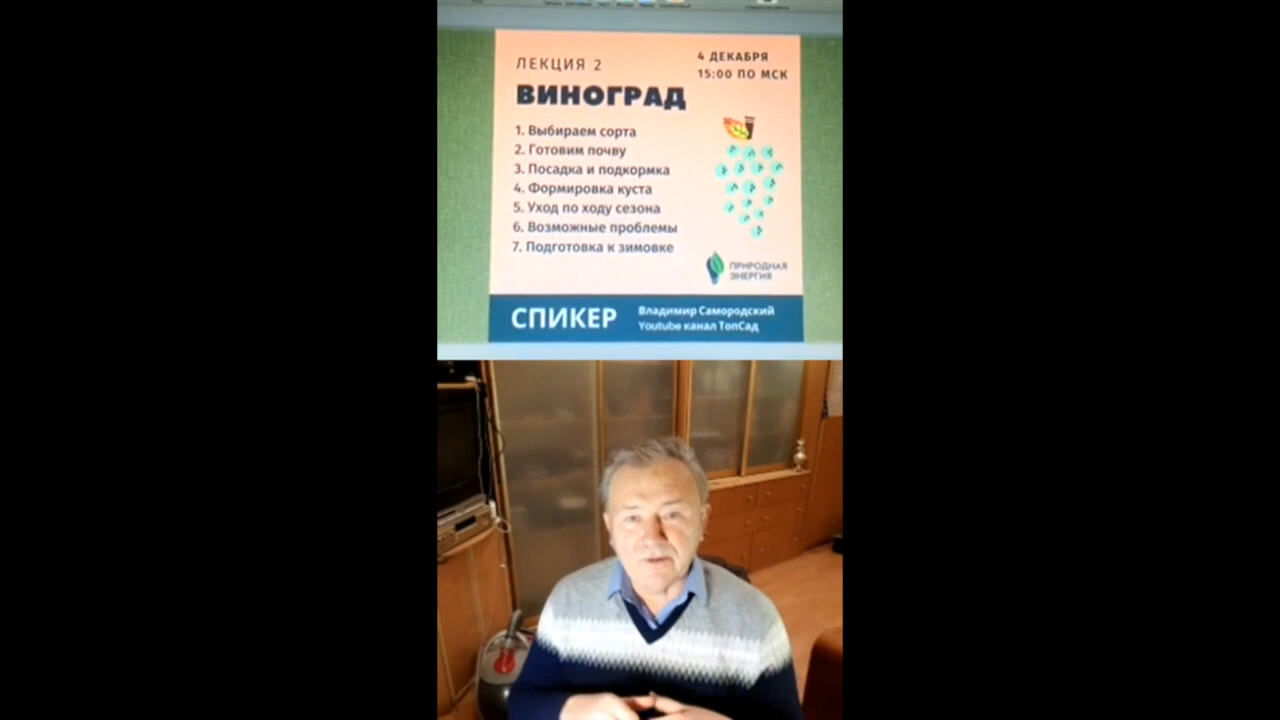 ЛЕКЦИЯ 2
4 ДЕКАБРЯ
15:00 ПО МСК
ВИНОГРАД
1. Выбираем сорта
2. Готовим почву
3. Посадка и подкормка
4. Формировка куста
5. Уход по ходу сезона
6. Возможные проблемы
7. Подготовка к зимовке
ПРИРОДНАЯ
ЭНЕРГИЯ
СПИКЕР
Владимир Самородский
Youtube канал ТопСад